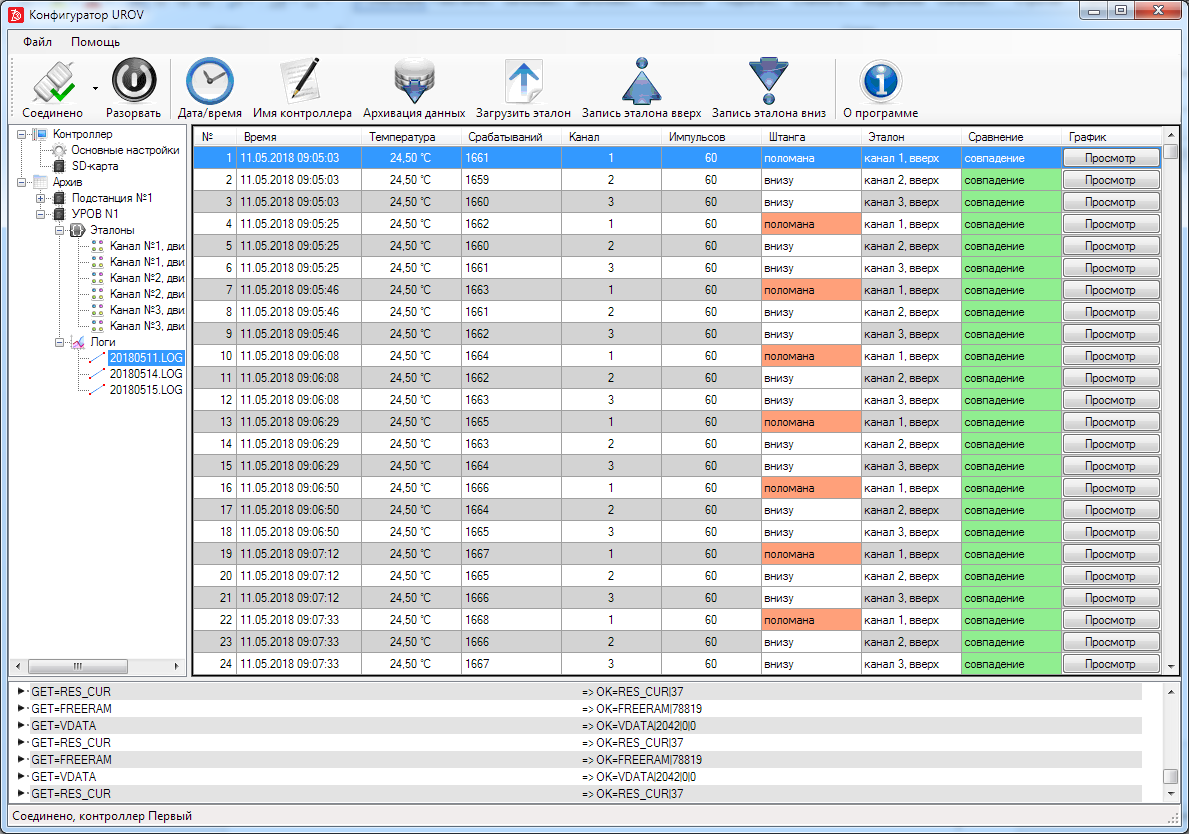 Конфигуратор UROV
Файл Помощь
Соединено Разорвать Дата/время Имя контроллера Архивация данных Загрузить эталон Запись эталона вверх Запись эталона вниз О программе
Контроллер
Основные настройки
SD-карта
Архив
Подстанция №1
УРОВ N1
Эталоны
Канал №1, дви
Канал №1, дви
Канал №2, дви
Канал №2, дви
Канал №3, дви
Канал №3, дви
Логи
20180511.LOG
20180514.LOG
20180515.LOG
№ Время Температура Срабатываний Канал Импульсов Штанга Эталон Сравнение График
1 11.05.2018 09:05:03 24,50 °C 1661 1 60 поломана канал 1, вверх совпадение Просмотр
2 11.05.2018 09:05:03 24,50 °C 1659 2 60 внизу канал 2, вверх совпадение Просмотр
3 11.05.2018 09:05:03 24,50 °C 1660 3 60 внизу канал 3, вверх совпадение Просмотр
4 11.05.2018 09:05:25 24,50 °C 1662 1 60 поломана канал 1, вверх совпадение Просмотр
5 11.05.2018 09:05:25 24,50 °C 1660 2 60 внизу канал 2, вверх совпадение Просмотр
6 11.05.2018 09:05:25 24,50 °C 1661 3 60 внизу канал 3, вверх совпадение Просмотр
7 11.05.2018 09:05:46 24,50 °C 1663 1 60 поломана канал 1, вверх совпадение Просмотр
8 11.05.2018 09:05:46 24,50 °C 1661 2 60 внизу канал 2, вверх совпадение Просмотр
9 11.05.2018 09:05:46 24,50 °C 1662 3 60 внизу канал 3, вверх совпадение Просмотр
10 11.05.2018 09:06:08 24,50 °C 1664 1 60 поломана канал 1, вверх совпадение Просмотр
11 11.05.2018 09:06:08 24,50 °C 1662 2 60 внизу канал 2, вверх совпадение Просмотр
12 11.05.2018 09:06:08 24,50 °C 1663 3 60 внизу канал 3, вверх совпадение Просмотр
13 11.05.2018 09:06:29 24,50 °C 1665 1 60 поломана канал 1, вверх совпадение Просмотр
14 11.05.2018 09:06:29 24,50 °C 1663 2 60 внизу канал 2, вверх совпадение Просмотр
15 11.05.2018 09:06:29 24,50 °C 1664 3 60 внизу канал 3, вверх совпадение Просмотр
16 11.05.2018 09:06:50 24,50 °C 1666 1 60 поломана канал 1, вверх совпадение Просмотр
17 11.05.2018 09:06:50 24,50 °C 1664 2 60 внизу канал 2, вверх совпадение Просмотр
18 11.05.2018 09:06:50 24,50 °C 1665 3 60 внизу канал 3, вверх совпадение Просмотр
19 11.05.2018 09:07:12 24,50 °C 1667 1 60 поломана канал 1, вверх совпадение Просмотр
20 11.05.2018 09:07:12 24,50 °C 1665 2 60 внизу канал 2, вверх совпадение Просмотр
21 11.05.2018 09:07:12 24,50 °C 1666 3 60 внизу канал 3, вверх совпадение Просмотр
22 11.05.2018 09:07:33 24,50 °C 1668 1 60 поломана канал 1, вверх совпадение Просмотр
23 11.05.2018 09:07:33 24,50 °C 1666 2 60 внизу канал 2, вверх совпадение Просмотр
24 11.05.2018 09:07:33 24,50 °C 1667 3 60 внизу канал 3, вверх совпадение Просмотр
GET=RES_CUR => OK=RES_CUR|37
GET=FREERAM => OK=FREERAM|78819
GET=VDATA => OK=VDATA|2042|0|0
GET=RES_CUR => OK=RES_CUR|37
GET=FREERAM => OK=FREERAM|78819
GET=VDATA => OK=VDATA|2042|0|0
GET=RES_CUR => OK=RES_CUR|37
Соединено, контроллер Первый